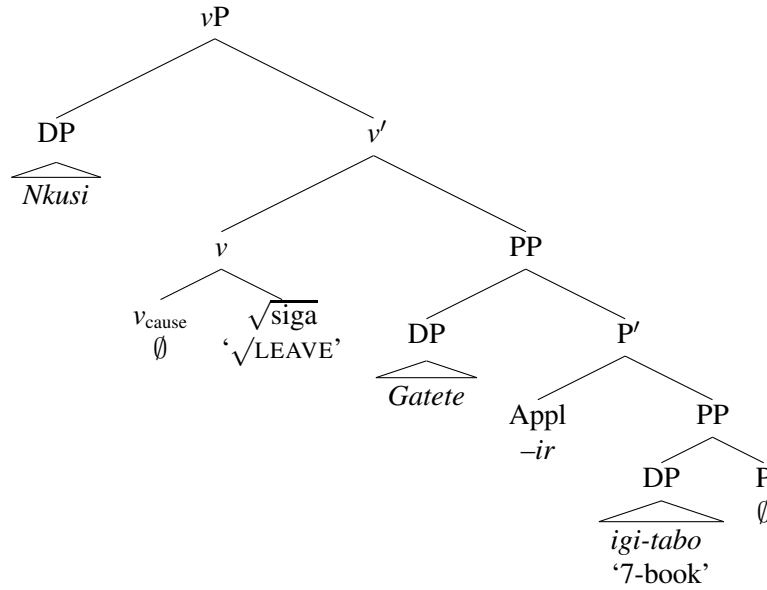 vP
DP v′
Nkusi
v PP
v_cause √siga DP P′
∅ ‘√LEAVE’
Gatete Appl PP
–ir
DP P
∅
igi-tabo
‘7-book’